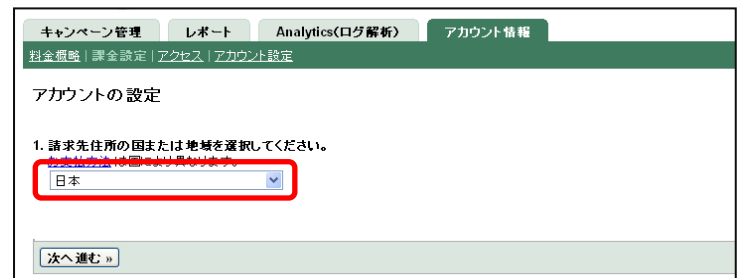 キャンペーン管理 レポート Analytics(ログ解析) アカウント情報
料金概略 | 課金設定 | アクセス | アカウント設定
アカウントの設定
1. 請求先住所の国または地域を選択してください。
お支払方法は国により異なります。
日本
次へ進む »